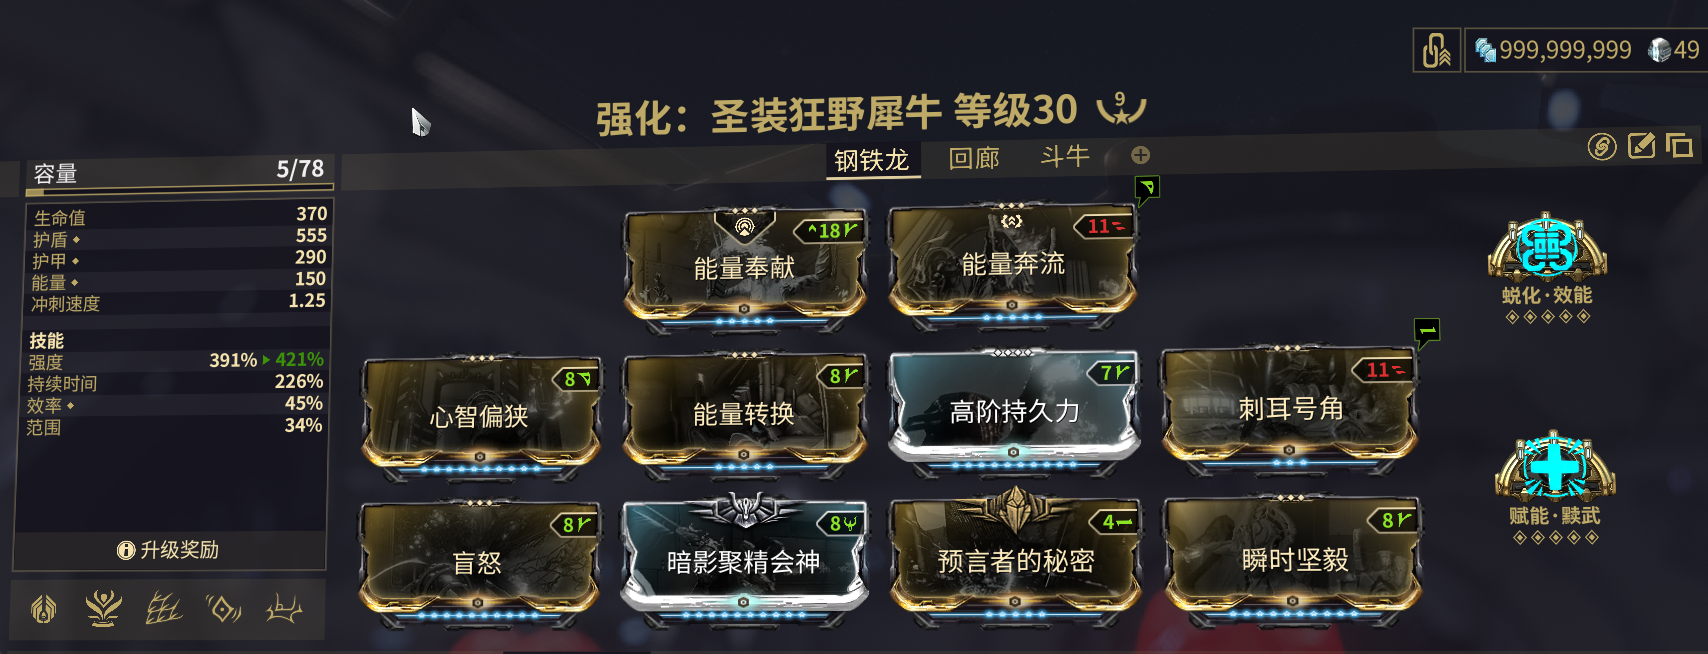 999,999,999 49
强化：圣装狂野犀牛 等级30 9
钢铁龙 回廊 斗牛
容量 5/78
生命值 370
护盾 555
护甲 290
能量 150
冲刺速度 1.25
技能
强度 391% 421%
持续时间 226%
效率 45%
范围 34%
升级奖励
18
能量奉献
11
能量奔流
蜕化·效能
8
心智偏狭
8
能量转换
7
高阶持久力
11
刺耳号角
8
盲怒
8
暗影聚精会神
4
预言者的秘密
8
瞬时坚毅
赋能·黩武